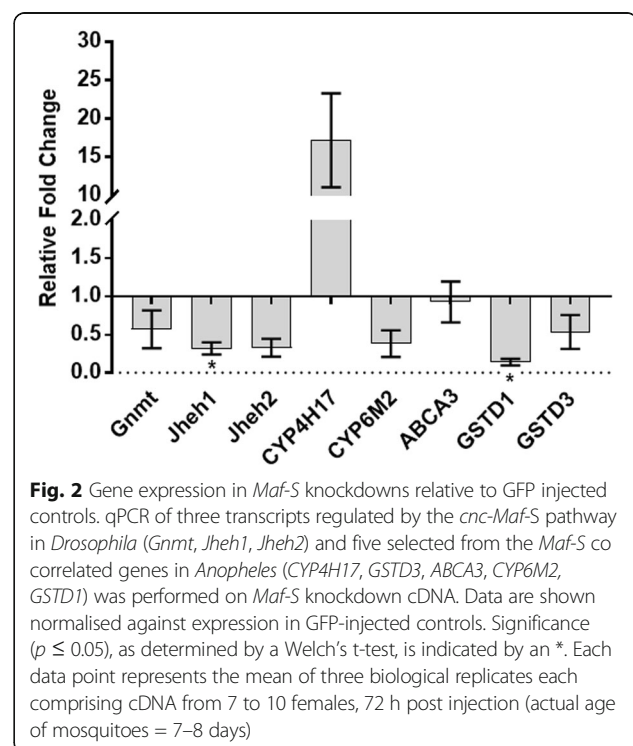 Relative Fold Change
30
25
20
15
10
2.0
1.5
1.0
0.5
0.0
*
*
Gnmt
Jheh1
Jheh2
CYP4H17
CYP6M2
ABCA3
GSTD1
GSTD3
Fig. 2 Gene expression in Maf-S knockdowns relative to GFP injected
controls. qPCR of three transcripts regulated by the cnc-Maf-S pathway
in Drosophila (Gnmt, Jheh1, Jheh2) and five selected from the Maf-S co
correlated genes in Anopheles (CYP4H17, GSTD3, ABCA3, CYP6M2,
GSTD1) was performed on Maf-S knockdown cDNA. Data are shown
normalised against expression in GFP-injected controls. Significance
(p ≤ 0.05), as determined by a Welch's t-test, is indicated by an *. Each
data point represents the mean of three biological replicates each
comprising cDNA from 7 to 10 females, 72 h post injection (actual age
of mosquitoes = 7–8 days)